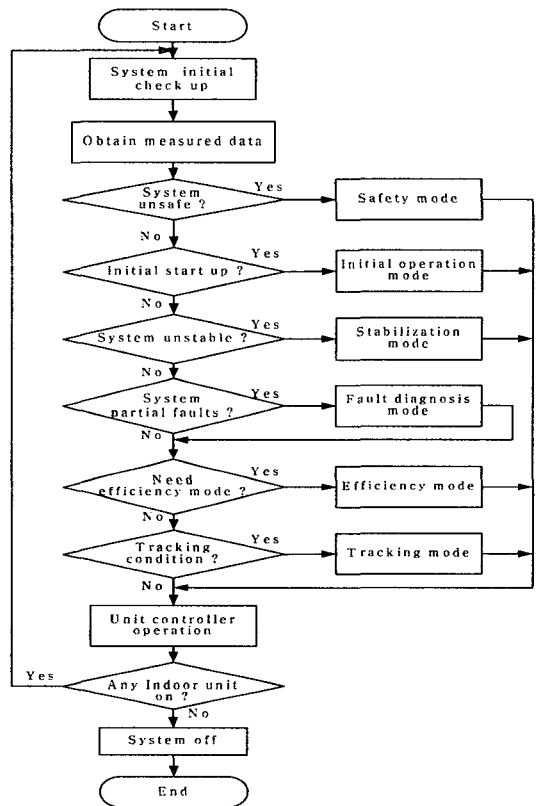 Start
System initial
check up
Obtain measured data
System
unsafe ?
Yes
Safety mode
No
Initial start up ?
Yes
Initial operation
mode
No
System unstable ?
Yes
Stabilization
mode
No
System
partial faults ?
Yes
Fault diagnosis
mode
No
Need
efficiency mode ?
Yes
Efficiency mode
No
Tracking
condition ?
Yes
Tracking mode
No
Unit controller
operation
Yes
Any Indoor unit
on ?
No
System off
End